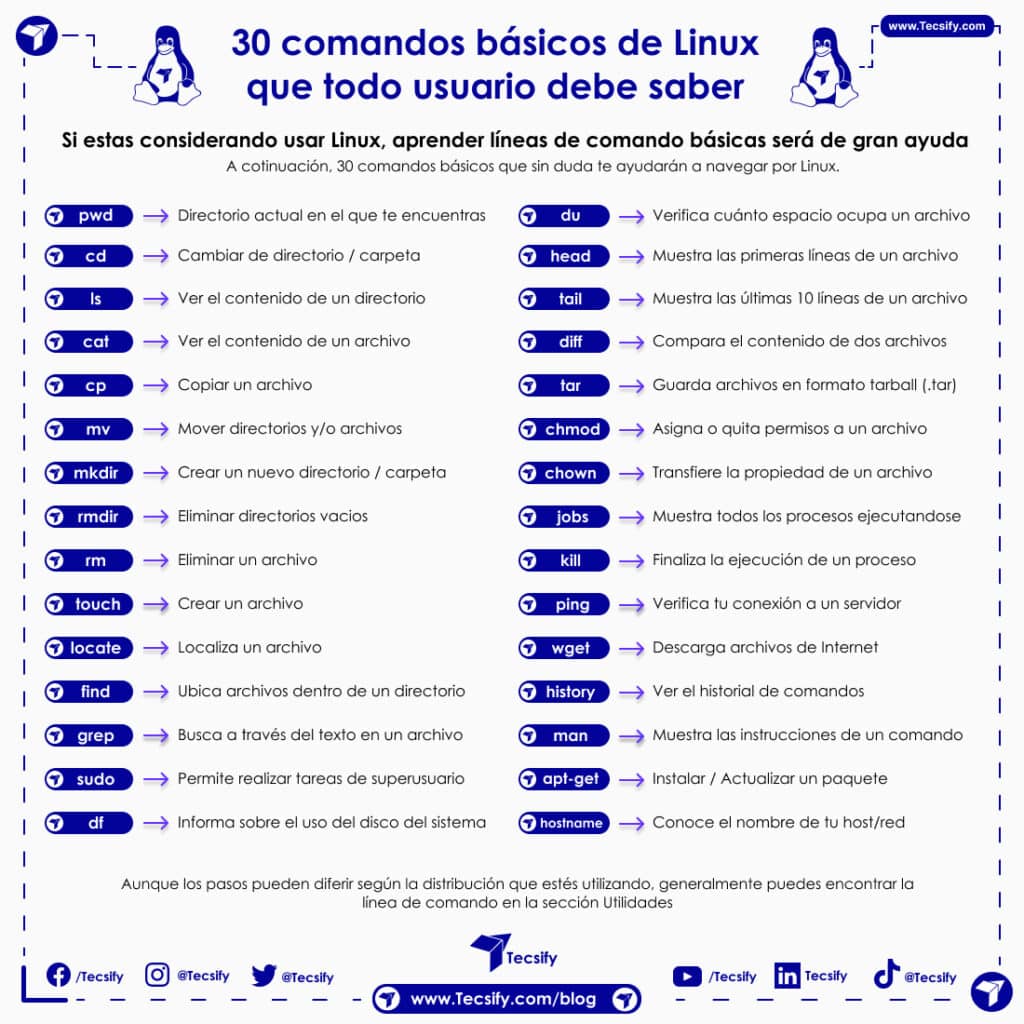 www.Tecsify.com
30 comandos básicos de Linux
que todo usuario debe saber
Si estas considerando usar Linux, aprender líneas de comando básicas será de gran ayuda
A cotinuación, 30 comandos básicos que sin duda te ayudarán a navegar por Linux.
pwd Directorio actual en el que te encuentras
cd Cambiar de directorio / carpeta
ls Ver el contenido de un directorio
cat Ver el contenido de un archivo
cp Copiar un archivo
mv Mover directorios y/o archivos
mkdir Crear un nuevo directorio / carpeta
rmdir Eliminar directorios vacios
rm Eliminar un archivo
touch Crear un archivo
locate Localiza un archivo
find Ubica archivos dentro de un directorio
grep Busca a través del texto en un archivo
sudo Permite realizar tareas de superusuario
df Informa sobre el uso del disco del sistema
du Verifica cuánto espacio ocupa un archivo
head Muestra las primeras líneas de un archivo
tail Muestra las últimas 10 líneas de un archivo
diff Compara el contenido de dos archivos
tar Guarda archivos en formato tarball (.tar)
chmod Asigna o quita permisos a un archivo
chown Transfiere la propiedad de un archivo
jobs Muestra todos los procesos ejecutandose
kill Finaliza la ejecución de un proceso
ping Verifica tu conexión a un servidor
wget Descarga archivos de Internet
history Ver el historial de comandos
man Muestra las instrucciones de un comando
apt-get Instalar / Actualizar un paquete
hostname Conoce el nombre de tu host/red
Aunque los pasos pueden diferir según la distribución que estés utilizando, generalmente puedes encontrar la
línea de comando en la sección Utilidades
Tecsify
/Tecsify @Tecsify @Tecsify /Tecsify in Tecsify @Tecsify
www.Tecsify.com/blog